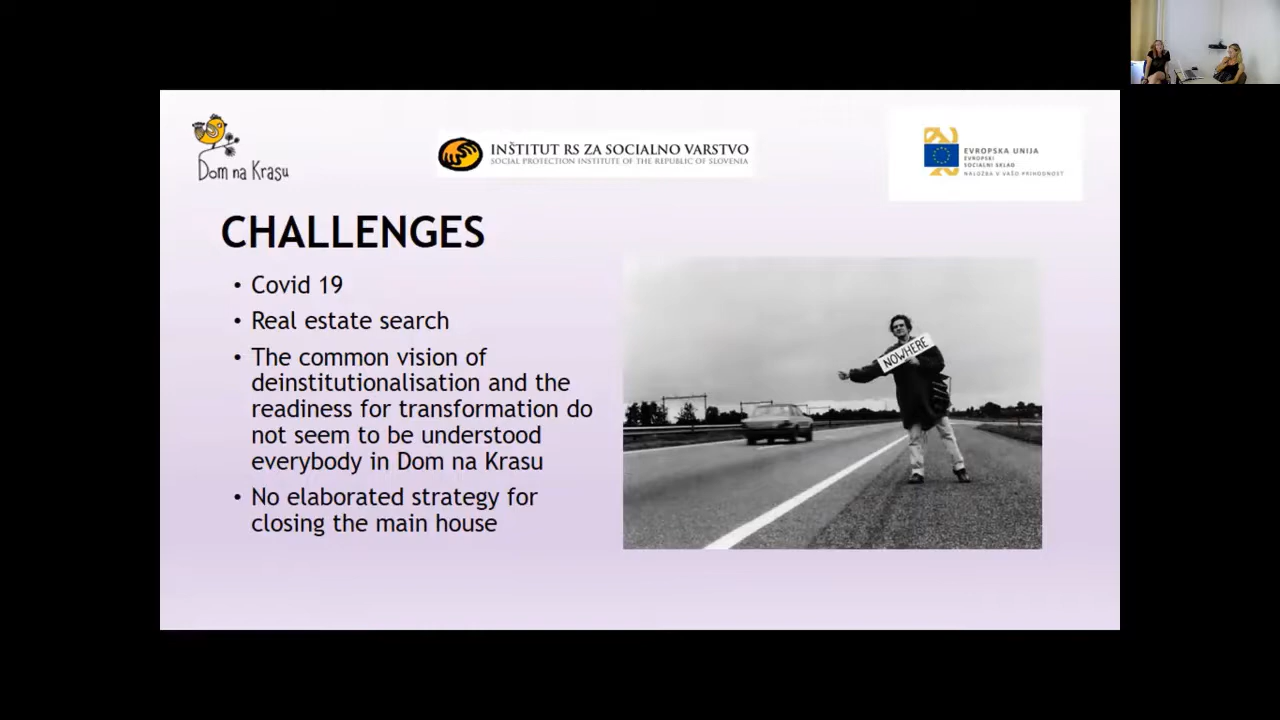 Dom na Krasu
INŠTITUT RS ZA SOCIALNO VARSTVO
SOCIAL PROTECTION INSTITUTE OF THE REPUBLIC OF SLOVENIA
EVROPSKA UNIJA
EVROPSKI
SOCIALNI SKLAD
NALOŽBA V VAŠO PRIHODNOST
CHALLENGES
• Covid 19
• Real estate search
• The common vision of
deinstitutionalisation and the
readiness for transformation do
not seem to be understood
everybody in Dom na Krasu
• No elaborated strategy for
closing the main house
NOWHERE